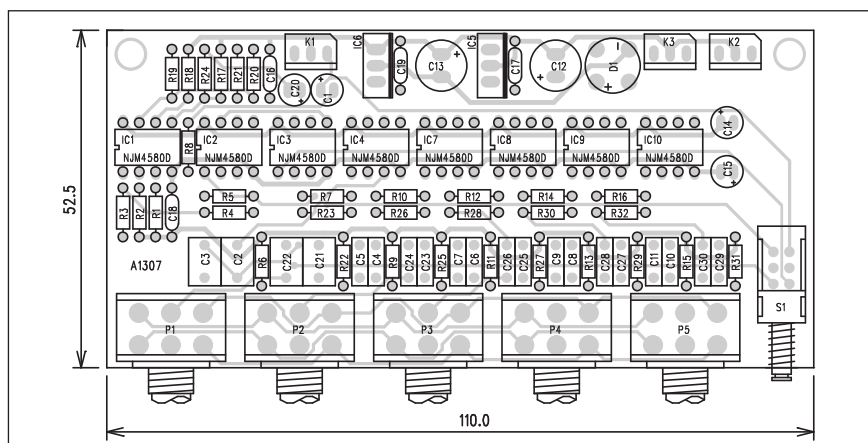 K1 IC6 C19 C13 IC5 C17 C12 D1 K3 K2
R19 R18 R24 R17 R21 R20 C16 C20 C1
+ + + + - + + +
IC1 IC2 IC3 IC4 IC7 IC8 IC9 IC10 C14
NJM4580D R8 NJM4580D NJM4580D NJM4580D NJM4580D NJM4580D NJM4580D NJM4580D C15
R5 R7 R10 R12 R14 R16
R3 R2 R1 C18 R4 R23 R26 R28 R30 R32
C3 C2 R6 C22 C21 R22 C5 C4 R9 C24 C23 R25 C7 C6 R11 C26 C25 R27 C9 C8 R13 C28 C27 R29 C11 C10 R15 C30 C29 R31
A1307
S1
P1 P2 P3 P4 P5
52.5
110.0